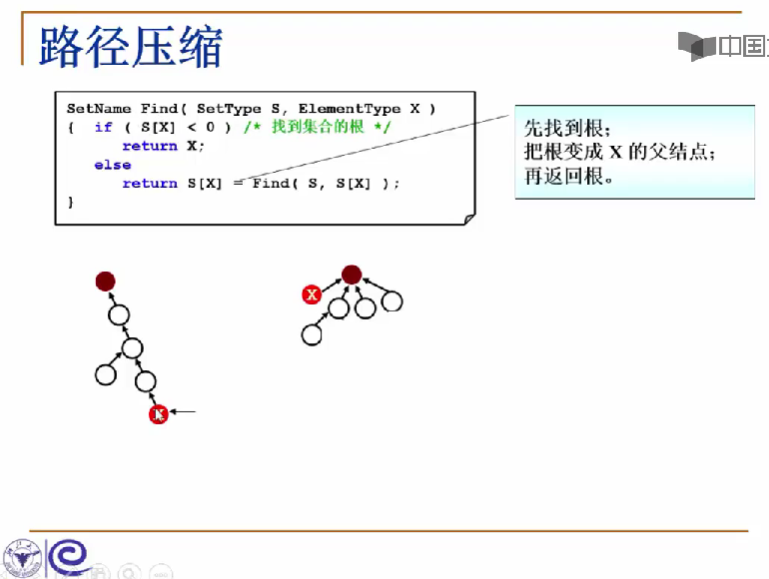 路径压缩
中国
SetName Find( SetType S, ElementType X )
{ if ( S[X] < 0 ) /* 找到集合的根 */
return X;
else
return S[X] = Find( S, S[X] );
}
先找到根；
把根变成 X 的父结点；
再返回根。
X
X